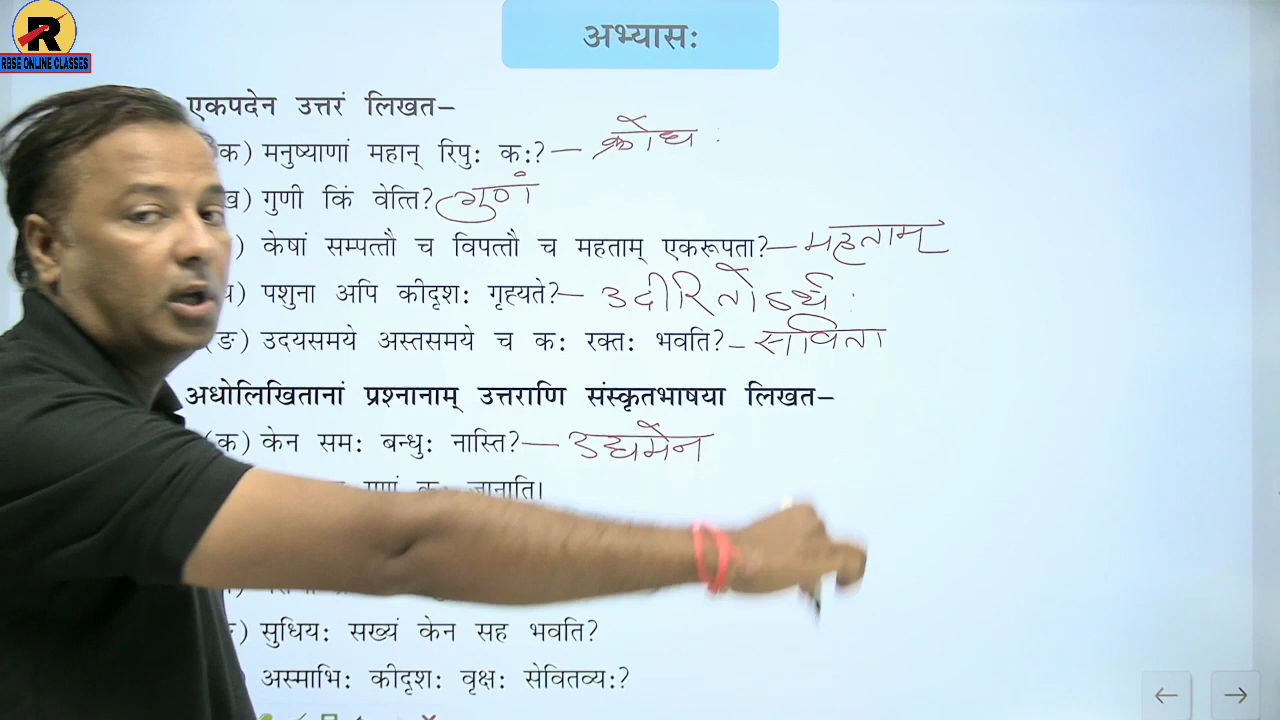 R
RBSE ONLINE CLASSES
अभ्यासः
एकपदेन उत्तरं लिखत–
क) मनुष्याणां महान् रिपुः कः? – क्रोधः
ख) गुणी किं वेत्ति? गुणं
) केषां सम्पत्तौ च विपत्तौ च महताम् एकरूपता? – महताम्
) पशुना अपि कीदृशः गृह्यते? – उदीरितोऽर्थः
(ङ) उदयसमये अस्तसमये च कः रक्तः भवति? – सविता
अधोलिखितानां प्रश्नानाम् उत्तराणि संस्कृतभाषया लिखत–
(क) केन समः बन्धुः नास्ति? – उद्यमेन
जानाति।
) सुधियः सख्यं केन सह भवति?
अस्माभिः कीदृशः वृक्षः सेवितव्यः?